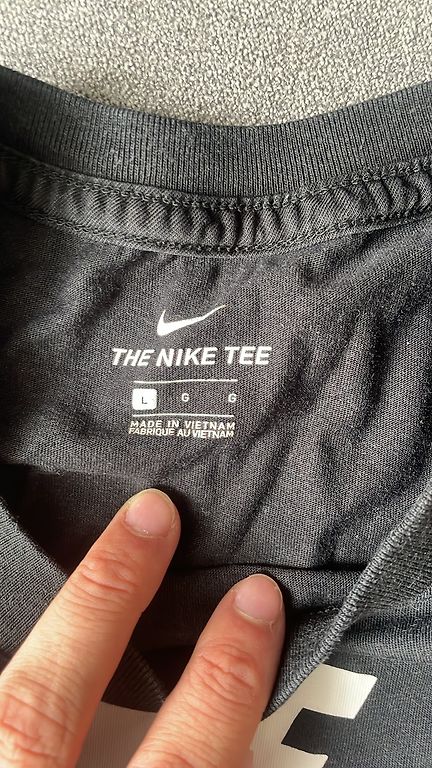 THE NIKE TEE
L G G
MADE IN VIETNAM
FABRIQUE AU VIETNAM